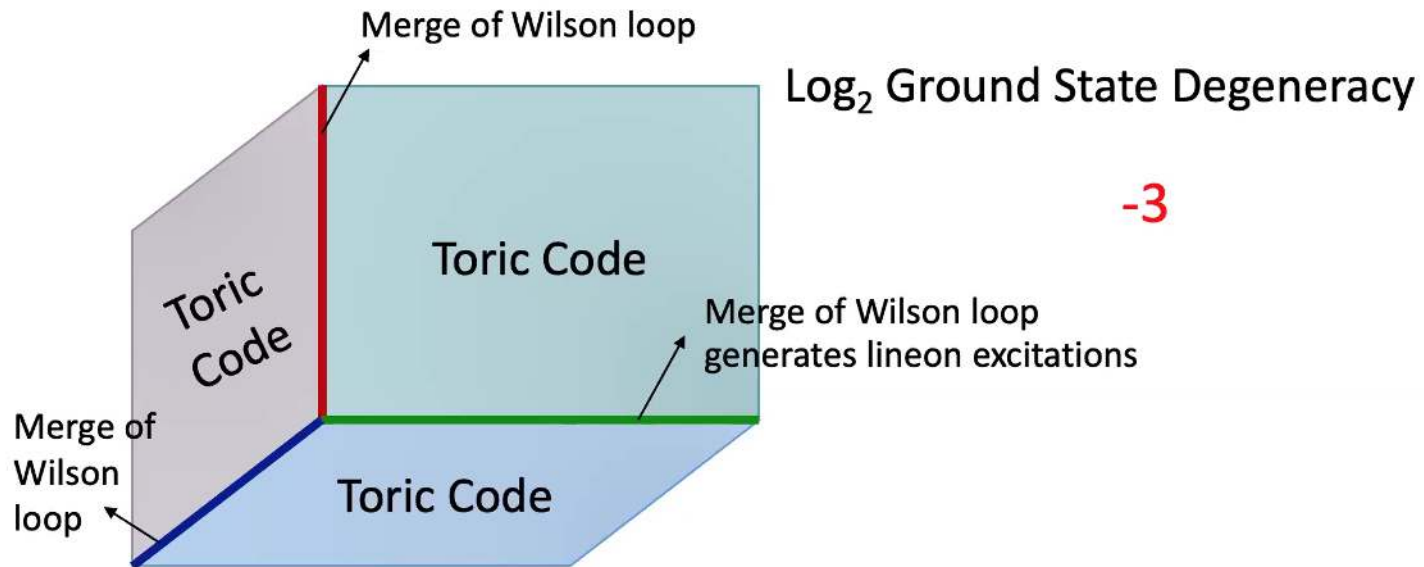 Merge of Wilson loop
Log₂ Ground State Degeneracy
-3
Toric Code
Toric
Code
Merge of Wilson loop
generates lineon excitations
Merge of
Wilson
loop
Toric Code